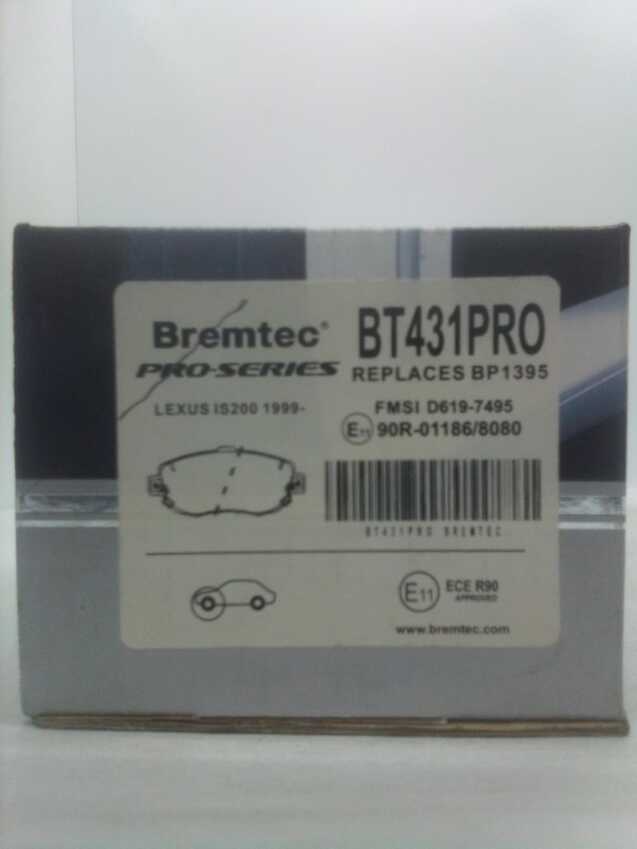 Bremtec®
PRO-SERIES
BT431PRO
REPLACES BP1395
LEXUS IS200 1999-
FMSI D619-7495
E11 90R-01186/8080
BT431PRO BREMTEC
E11 ECE R90
APPROVED
www.bremtec.com